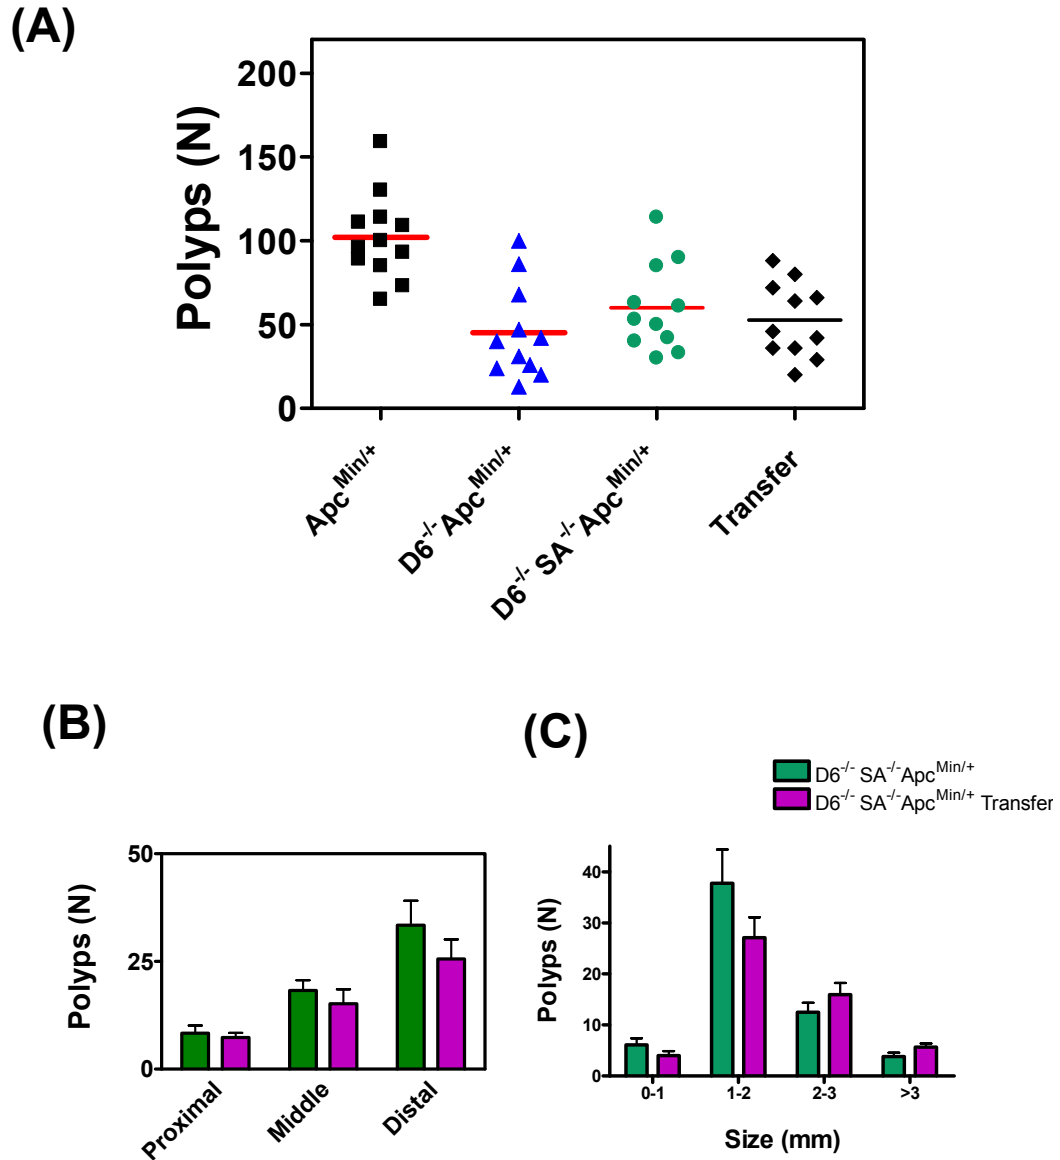 (A)
Polyps (N)
200
150
100
50
0
Apc^Min/+
D6^-/-Apc^Min/+
D6^-/- SA^-/-Apc^Min/+
Transfer
(B)
Polyps (N)
50
25
0
Proximal
Middle
Distal
(C)
D6^-/- SA^-/-Apc^Min/+
D6^-/- SA^-/-Apc^Min/+ Transfer
Polyps (N)
40
30
20
10
0
0-1
1-2
2-3
>3
Size (mm)